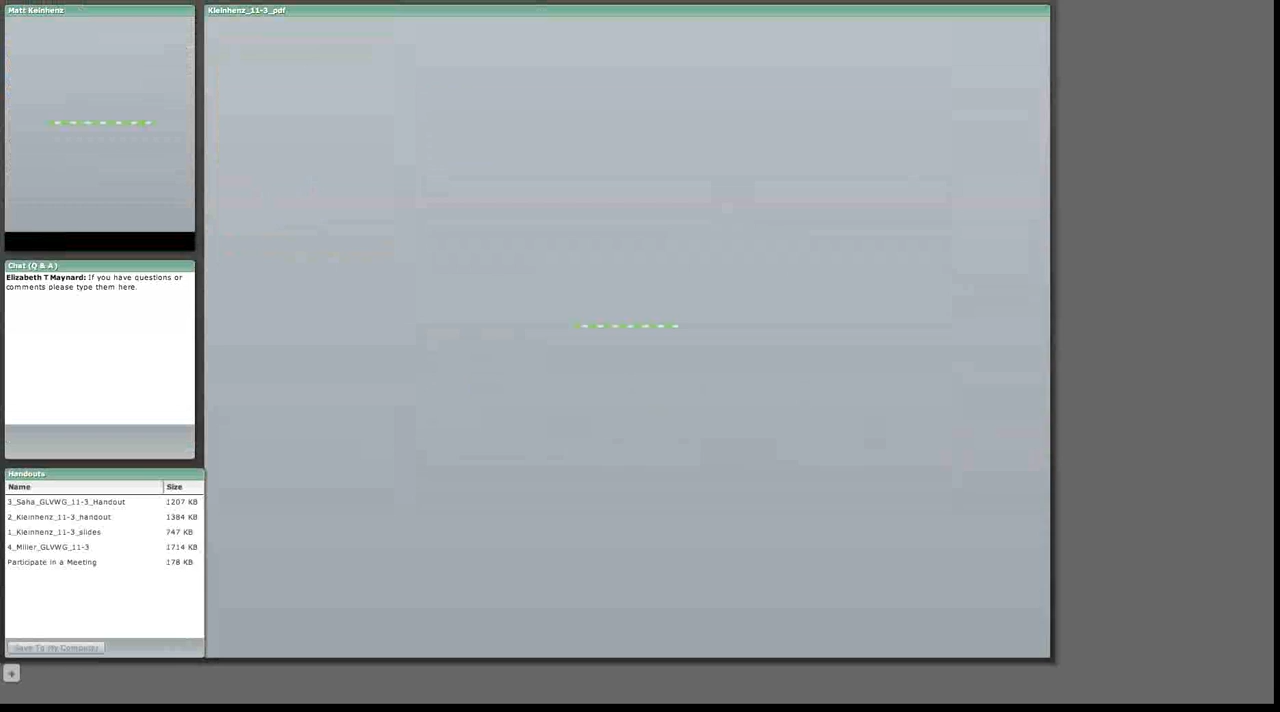 Matt Keinhenz
Kleinhenz_11-3_pdf
Chat (Q & A)
Elizabeth T Maynard: If you have questions or
comments please type them here.
Handouts
Name Size
3_Saha_GLVWG_11-3_Handout 1207 KB
2_Kleinhenz_11-3_handout 1384 KB
1_Kleinhenz_11-3_slides 747 KB
4_Miller_GLVWG_11-3 1714 KB
Participate in a Meeting 178 KB
Save To My Computer